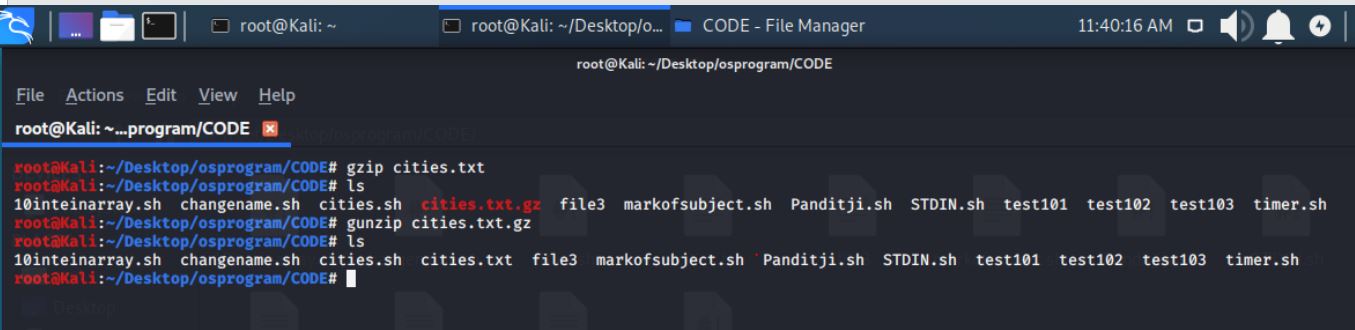 root@Kali: ~
root@Kali: ~/Desktop/o...
CODE - File Manager
11:40:16 AM
root@Kali: ~/Desktop/osprogram/CODE
File Actions Edit View Help
root@Kali: ~...program/CODE
root@Kali:~/Desktop/osprogram/CODE# gzip cities.txt
root@Kali:~/Desktop/osprogram/CODE# ls
10inteinarray.sh changename.sh cities.sh cities.txt.gz file3 markofsubject.sh Panditji.sh STDIN.sh test101 test102 test103 timer.sh
root@Kali:~/Desktop/osprogram/CODE# gunzip cities.txt.gz
root@Kali:~/Desktop/osprogram/CODE# ls
10inteinarray.sh changename.sh cities.sh cities.txt file3 markofsubject.sh Panditji.sh STDIN.sh test101 test102 test103 timer.sh
root@Kali:~/Desktop/osprogram/CODE#
Desktop